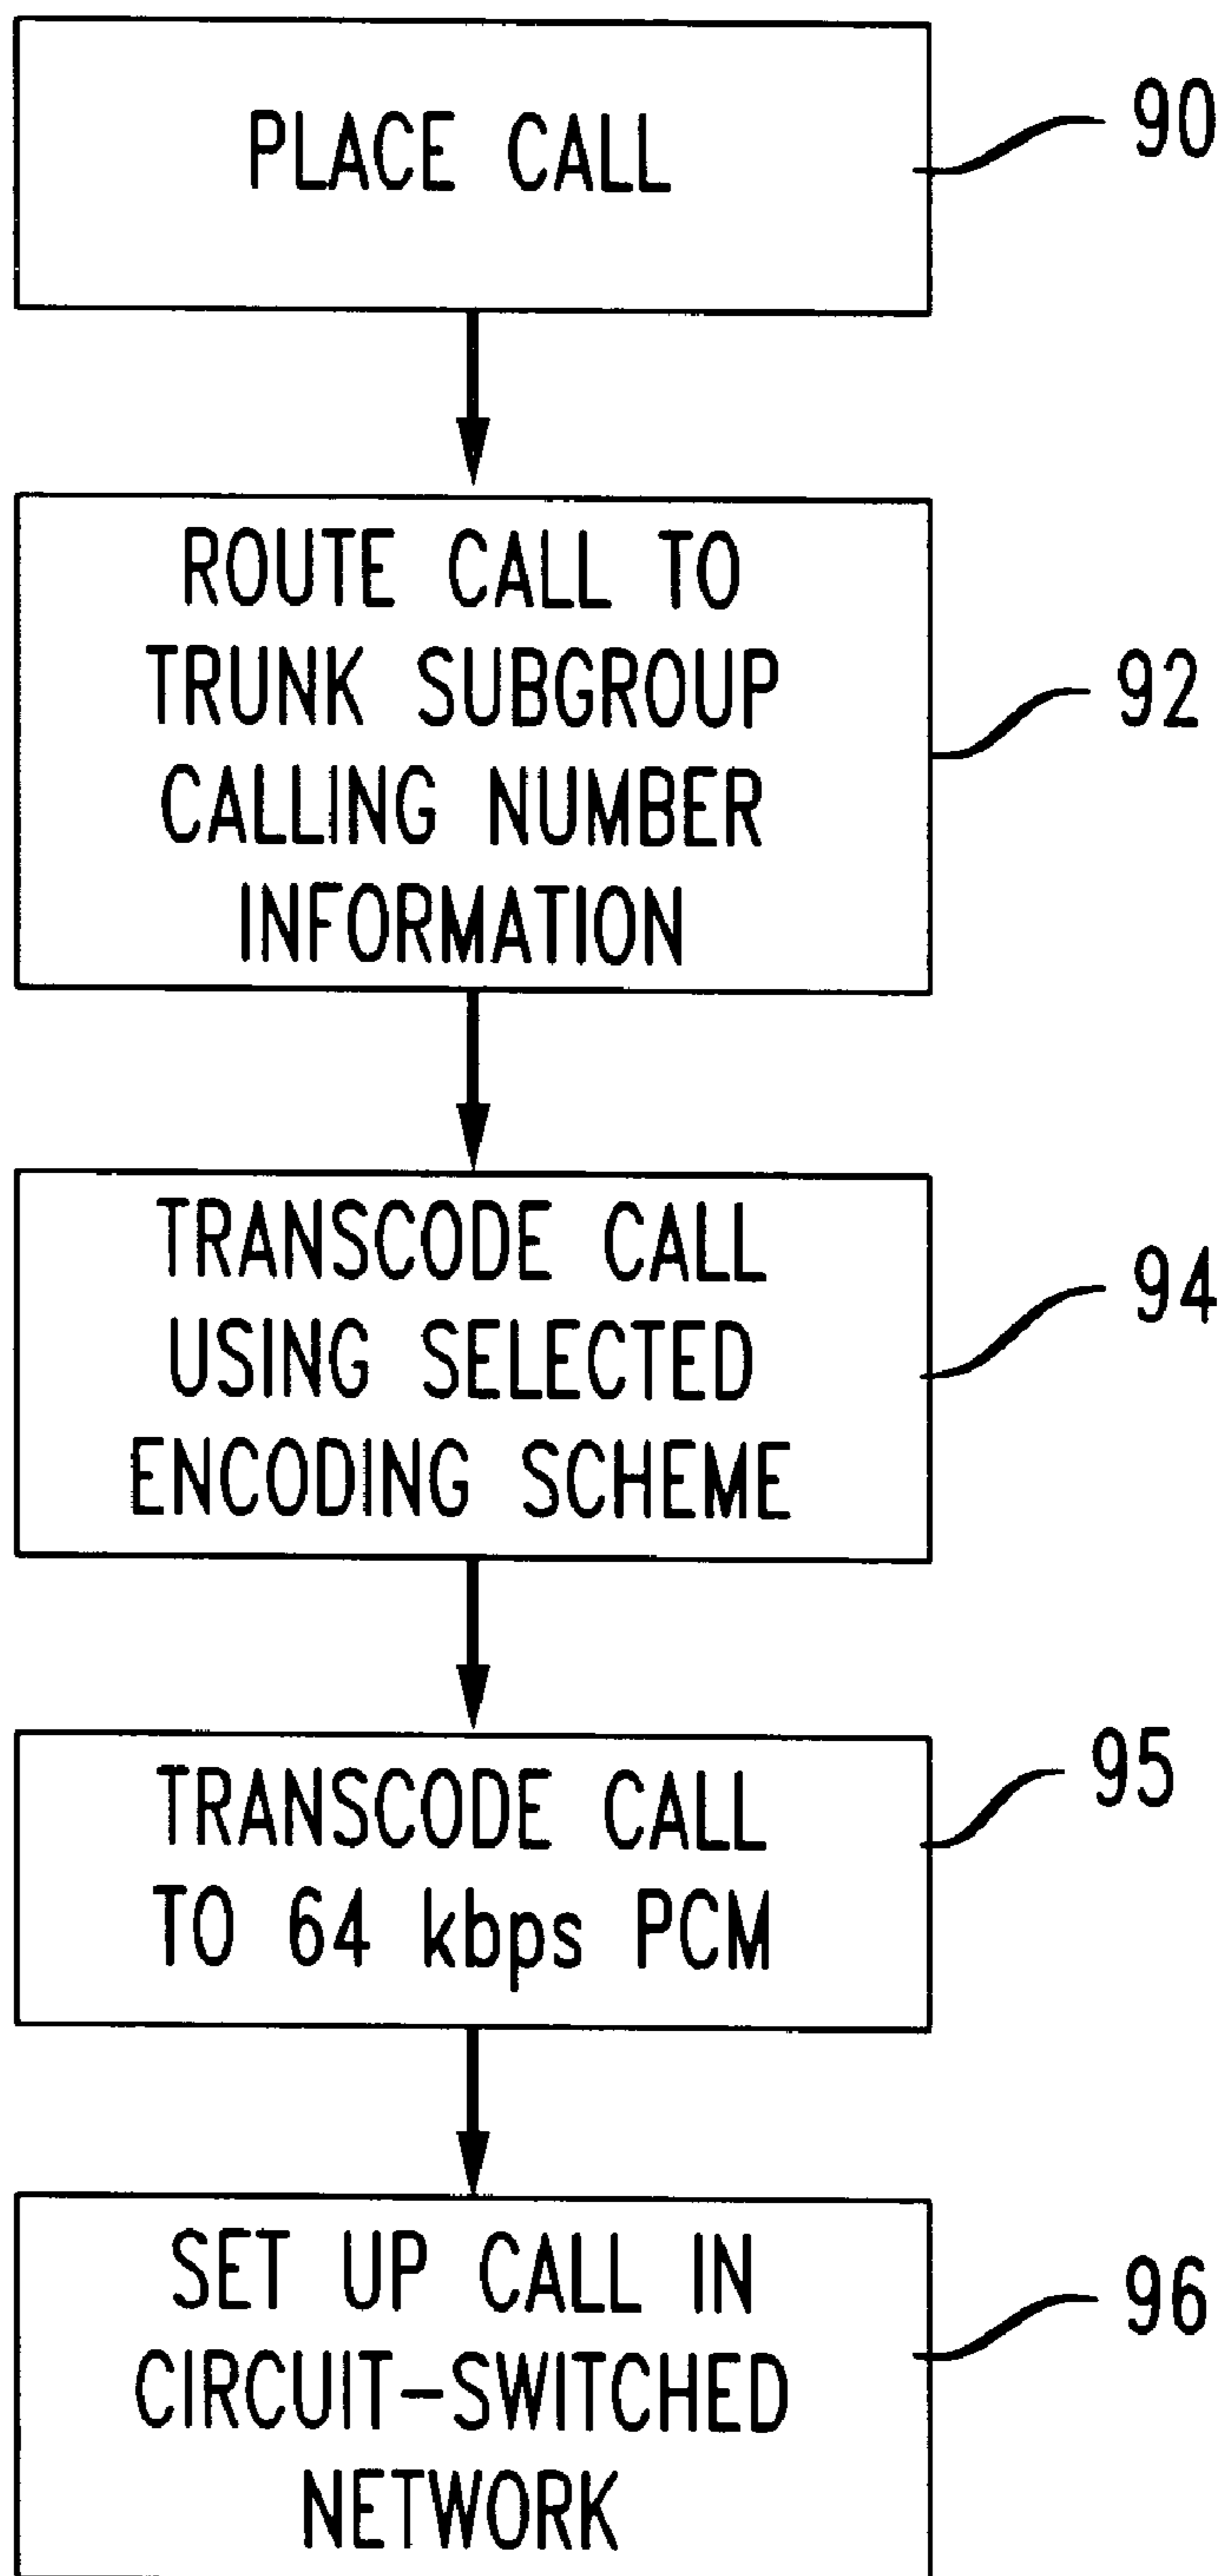 PLACE CALL
90
ROUTE CALL TO
TRUNK SUBGROUP
CALLING NUMBER
INFORMATION
92
TRANSCODE CALL
USING SELECTED
ENCODING SCHEME
94
TRANSCODE CALL
TO 64 kbps PCM
95
SET UP CALL IN
CIRCUIT-SWITCHED
NETWORK
96